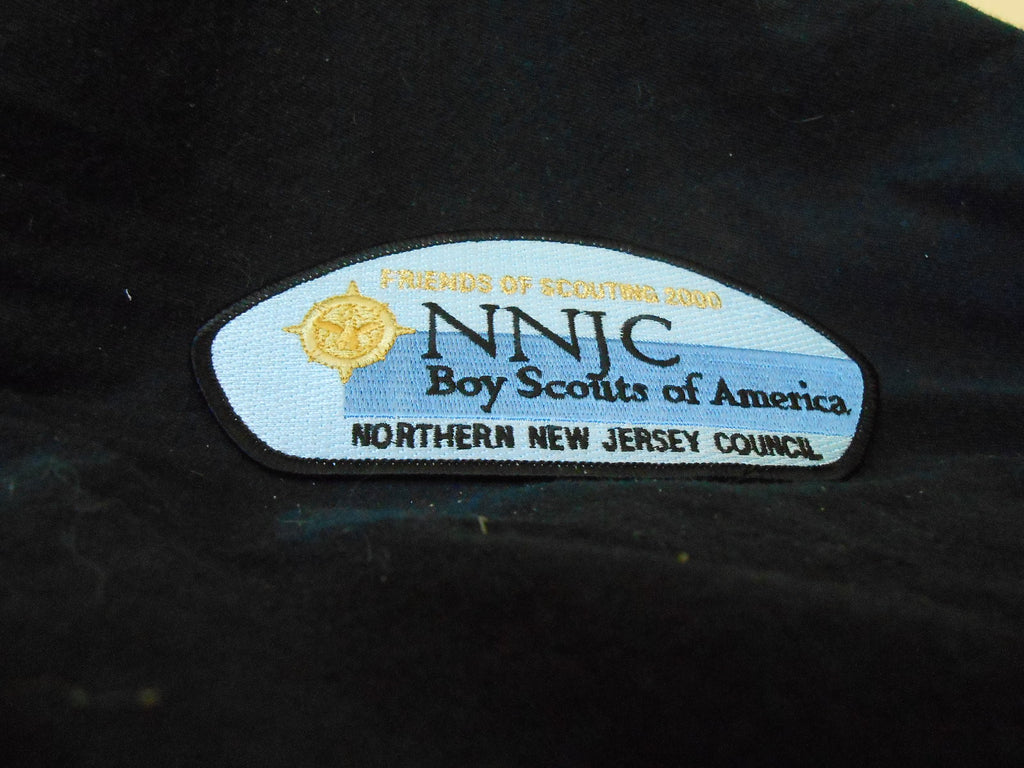 FRIENDS OF SCOUTING 2000
NNJC
Boy Scouts of America
NORTHERN NEW JERSEY COUNCIL